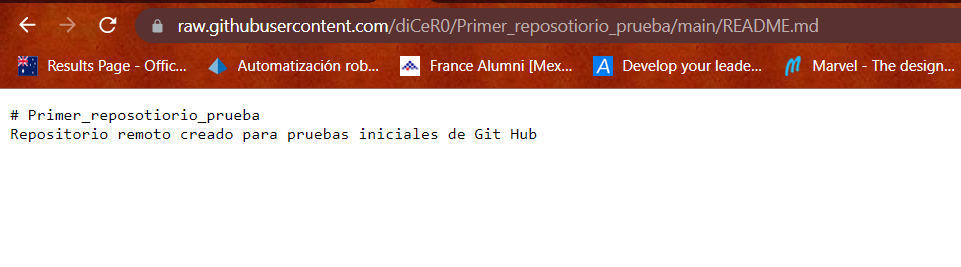 raw.githubusercontent.com/diCeR0/Primer_reposotiorio_prueba/main/README.md
Results Page - Offic...
Automatización rob...
France Alumni [Mex...
Develop your leade...
Marvel - The design...
# Primer_reposotiorio_prueba
Repositorio remoto creado para pruebas iniciales de Git Hub